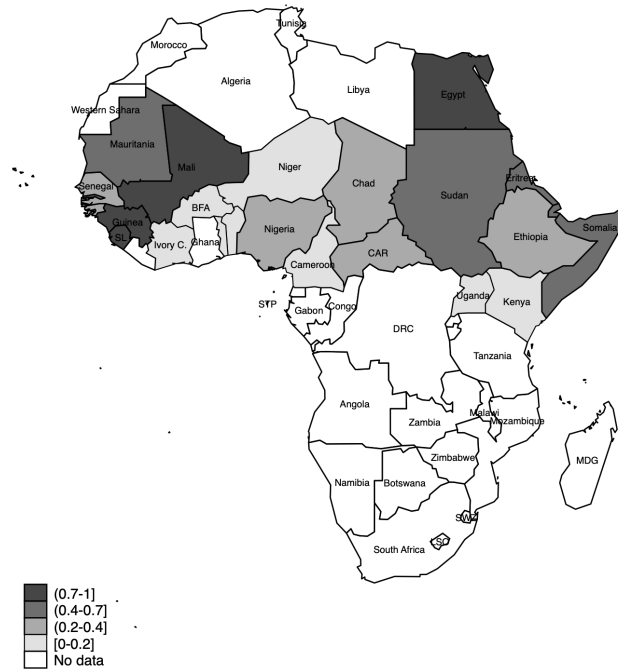 Tunisia
Morocco
Algeria
Libya
Egypt
Western Sahara
Mauritania
Mali
Niger
Chad
Sudan
Eritrea
Senegal
BFA
Guinea
SL
Ivory C.
Ghana
Nigeria
Cameroon
CAR
Ethiopia
Somalia
STP
Gabon
Congo
Uganda
Kenya
DRC
Tanzania
Angola
Zambia
Malawi
Mozambique
Zimbabwe
Namibia
Botswana
MDG
SWZ
LSO
South Africa
(0.7-1]
(0.4-0.7]
(0.2-0.4]
[0-0.2]
No data